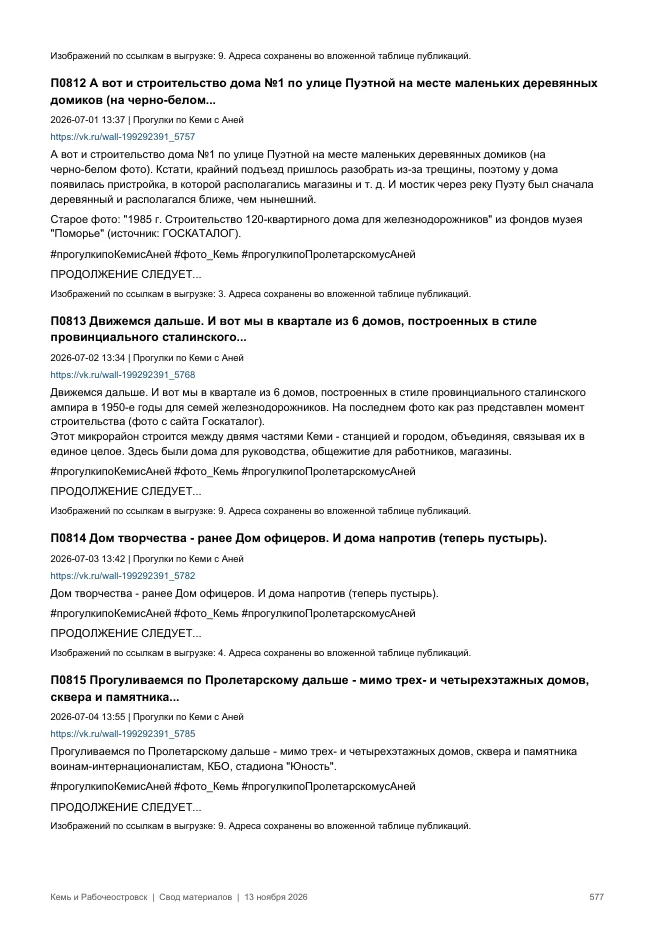 Изображений по ссылкам в выгрузке: 9. Адреса сохранены во вложенной таблице публикаций.
П0812 А вот и строительство дома №1 по улице Пуэтной на месте маленьких деревянных
домиков (на черно-белом...
2026-07-01 13:37 | Прогулки по Кеми с Аней
https://vk.ru/wall-199292391_5757
А вот и строительство дома №1 по улице Пуэтной на месте маленьких деревянных домиков (на
черно-белом фото). Кстати, крайний подъезд пришлось разобрать из-за трещины, поэтому у дома
появилась пристройка, в которой располагались магазины и т. д. И мостик через реку Пуэту был сначала
деревянный и располагался ближе, чем нынешний.
Старое фото: "1985 г. Строительство 120-квартирного дома для железнодорожников" из фондов музея
"Поморье" (источник: ГОСКАТАЛОГ).
#прогулкипоКемисАней #фото_Кемь #прогулкипоПролетарскомусАней
ПРОДОЛЖЕНИЕ СЛЕДУЕТ...
Изображений по ссылкам в выгрузке: 3. Адреса сохранены во вложенной таблице публикаций.
П0813 Движемся дальше. И вот мы в квартале из 6 домов, построенных в стиле
провинциального сталинского...
2026-07-02 13:34 | Прогулки по Кеми с Аней
https://vk.ru/wall-199292391_5768
Движемся дальше. И вот мы в квартале из 6 домов, построенных в стиле провинциального сталинского
ампира в 1950-е годы для семей железнодорожников. На последнем фото как раз представлен момент
строительства (фото с сайта Госкаталог).
Этот микрорайон строится между двямя частями Кеми - станцией и городом, объединяя, связывая их в
единое целое. Здесь были дома для руководства, общежитие для работников, магазины.
#прогулкипоКемисАней #фото_Кемь #прогулкипоПролетарскомусАней
ПРОДОЛЖЕНИЕ СЛЕДУЕТ...
Изображений по ссылкам в выгрузке: 9. Адреса сохранены во вложенной таблице публикаций.
П0814 Дом творчества - ранее Дом офицеров. И дома напротив (теперь пустырь).
2026-07-03 13:42 | Прогулки по Кеми с Аней
https://vk.ru/wall-199292391_5782
Дом творчества - ранее Дом офицеров. И дома напротив (теперь пустырь).
#прогулкипоКемисАней #фото_Кемь #прогулкипоПролетарскомусАней
ПРОДОЛЖЕНИЕ СЛЕДУЕТ...
Изображений по ссылкам в выгрузке: 4. Адреса сохранены во вложенной таблице публикаций.
П0815 Прогуливаемся по Пролетарскому дальше - мимо трех- и четырехэтажных домов,
сквера и памятника...
2026-07-04 13:55 | Прогулки по Кеми с Аней
https://vk.ru/wall-199292391_5785
Прогуливаемся по Пролетарскому дальше - мимо трех- и четырехэтажных домов, сквера и памятника
воинам-интернационалистам, КБО, стадиона "Юность".
#прогулкипоКемисАней #фото_Кемь #прогулкипоПролетарскомусАней
ПРОДОЛЖЕНИЕ СЛЕДУЕТ...
Изображений по ссылкам в выгрузке: 9. Адреса сохранены во вложенной таблице публикаций.
Кемь и Рабочеостровск | Свод материалов | 13 ноября 2026 577